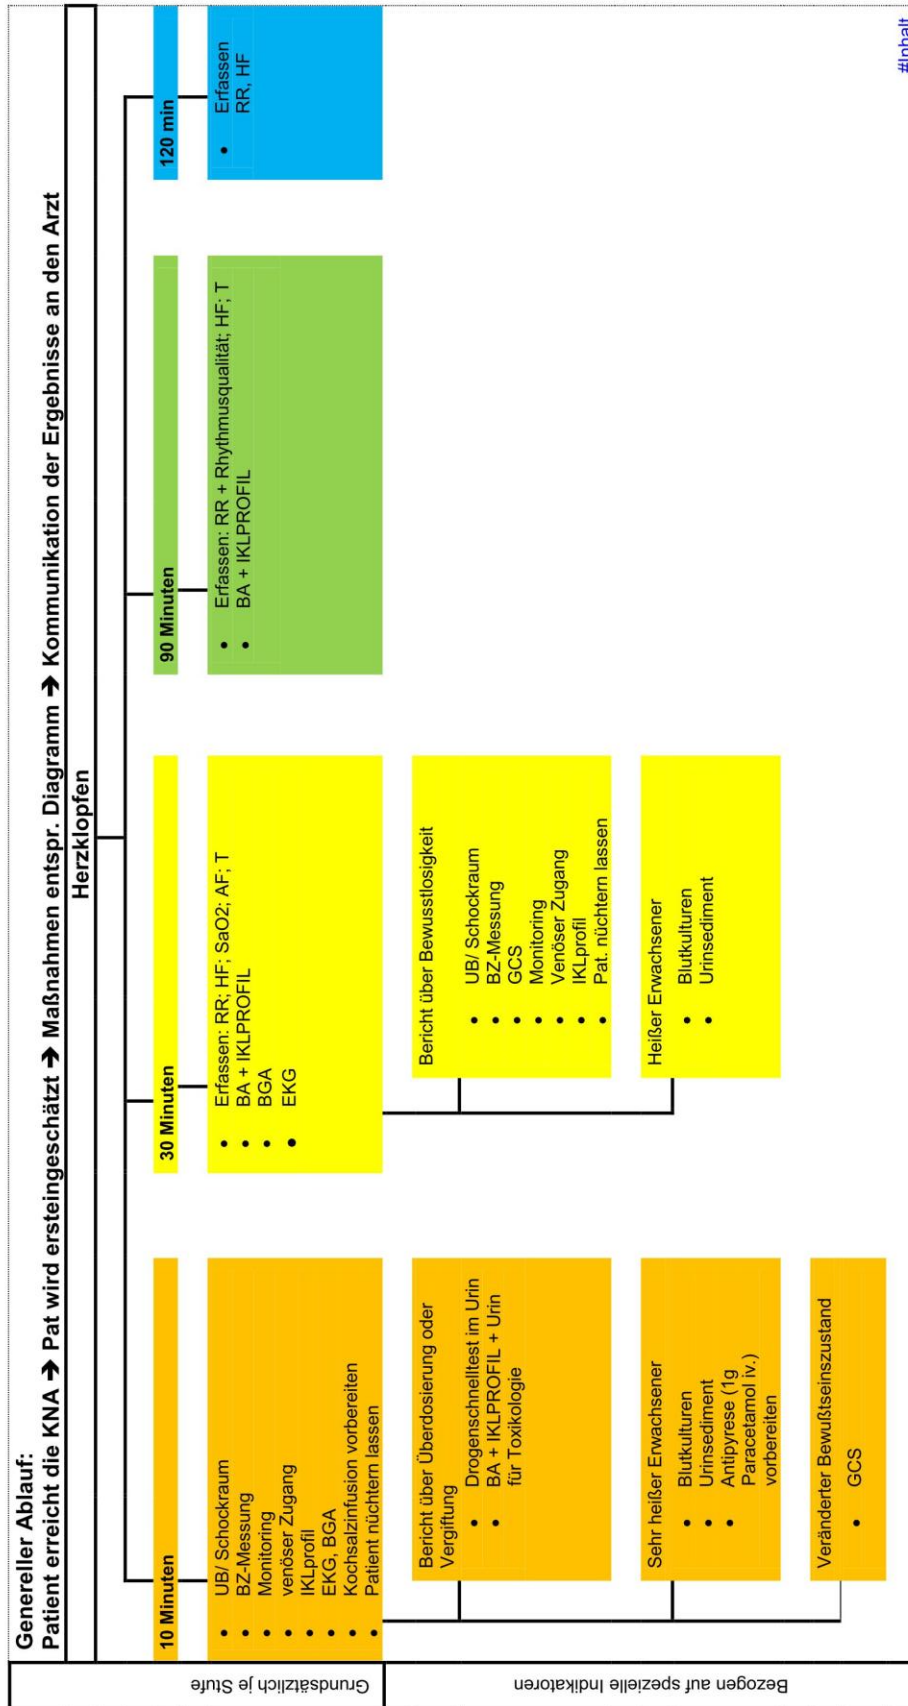 Genereller Ablauf:
Patient erreicht die KNA ➔ Pat wird ersteingeschätzt ➔ Maßnahmen entspr. Diagramm ➔ Kommunikation der Ergebnisse an den Arzt
Herzklopfen
Grundsätzlich je Stufe
10 Minuten
• UB/ Schockraum
• BZ-Messung
• Monitoring
• venöser Zugang
• IKLprofil
• EKG, BGA
• Kochsalzinfusion vorbereiten
• Patient nüchtern lassen
30 Minuten
• Erfassen: RR; HF; SaO2; AF; T
• BA + IKLPROFIL
• BGA
• EKG
90 Minuten
• Erfassen: RR + Rhythmusqualität; HF; T
• BA + IKLPROFIL
120 min
• Erfassen
RR, HF
Bezogen auf spezielle Indikatoren
Bericht über Überdosierung oder
Vergiftung
• Drogenschnelltest im Urin
• BA + IKLPROFIL + Urin
für Toxikologie
Sehr heißer Erwachsener
• Blutkulturen
• Urinsediment
• Antipyrese (1g
Paracetamol iv.)
vorbereiten
Veränderter Bewußtseinszustand
• GCS
Bericht über Bewusstlosigkeit
• UB/ Schockraum
• BZ-Messung
• GCS
• Monitoring
• Venöser Zugang
• IKLprofil
• Pat. nüchtern lassen
Heißer Erwachsener
• Blutkulturen
• Urinsediment
#Inhalt